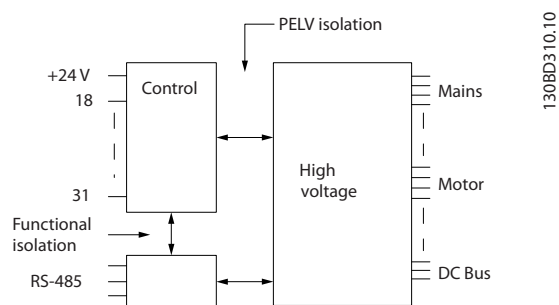 PELV isolation
130BD310.10
+24 V
18
Control
Mains
High
voltage
31
Motor
Functional
isolation
RS-485
DC Bus